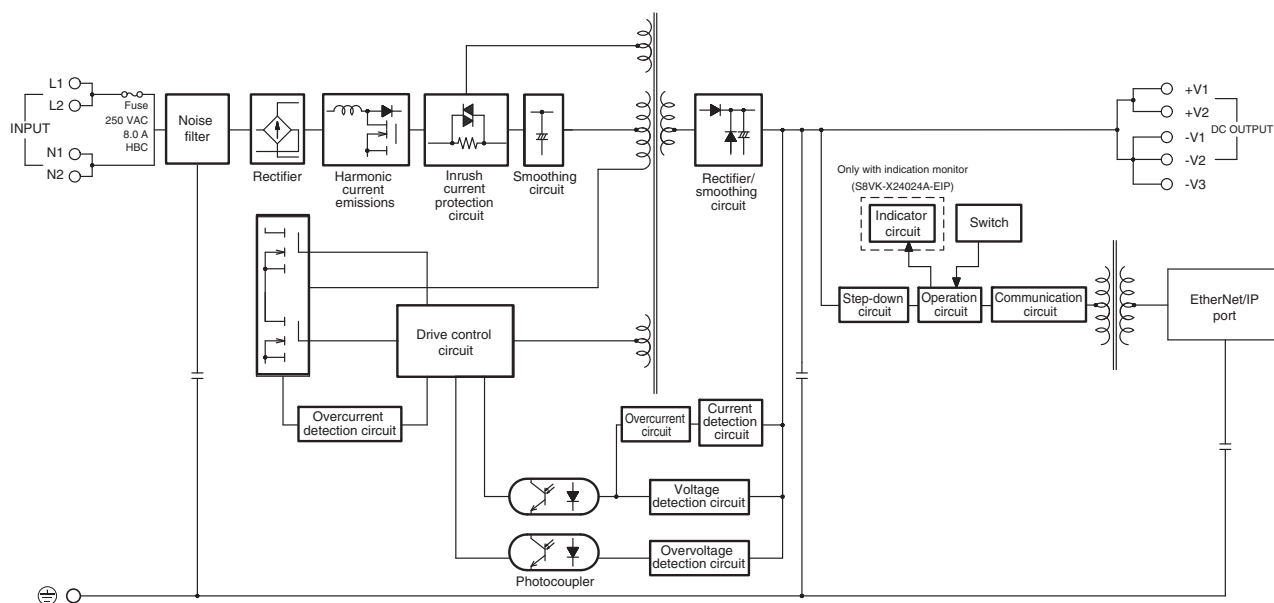 L1
L2
INPUT
N1
N2
Fuse
250 VAC
8.0 A
HBC
Noise
filter
Rectifier
Harmonic
current
emissions
Inrush
current
protection
circuit
Smoothing
circuit
Rectifier/
smoothing
circuit
+V1
+V2
-V1
-V2
-V3
DC OUTPUT
Only with indication monitor
(S8VK-X24024A-EIP)
Indicator
circuit
Switch
Step-down
circuit
Operation
circuit
Communication
circuit
EtherNet/IP
port
Drive control
circuit
Overcurrent
detection circuit
Overcurrent
circuit
Current
detection
circuit
Voltage
detection circuit
Overvoltage
detection circuit
Photocoupler